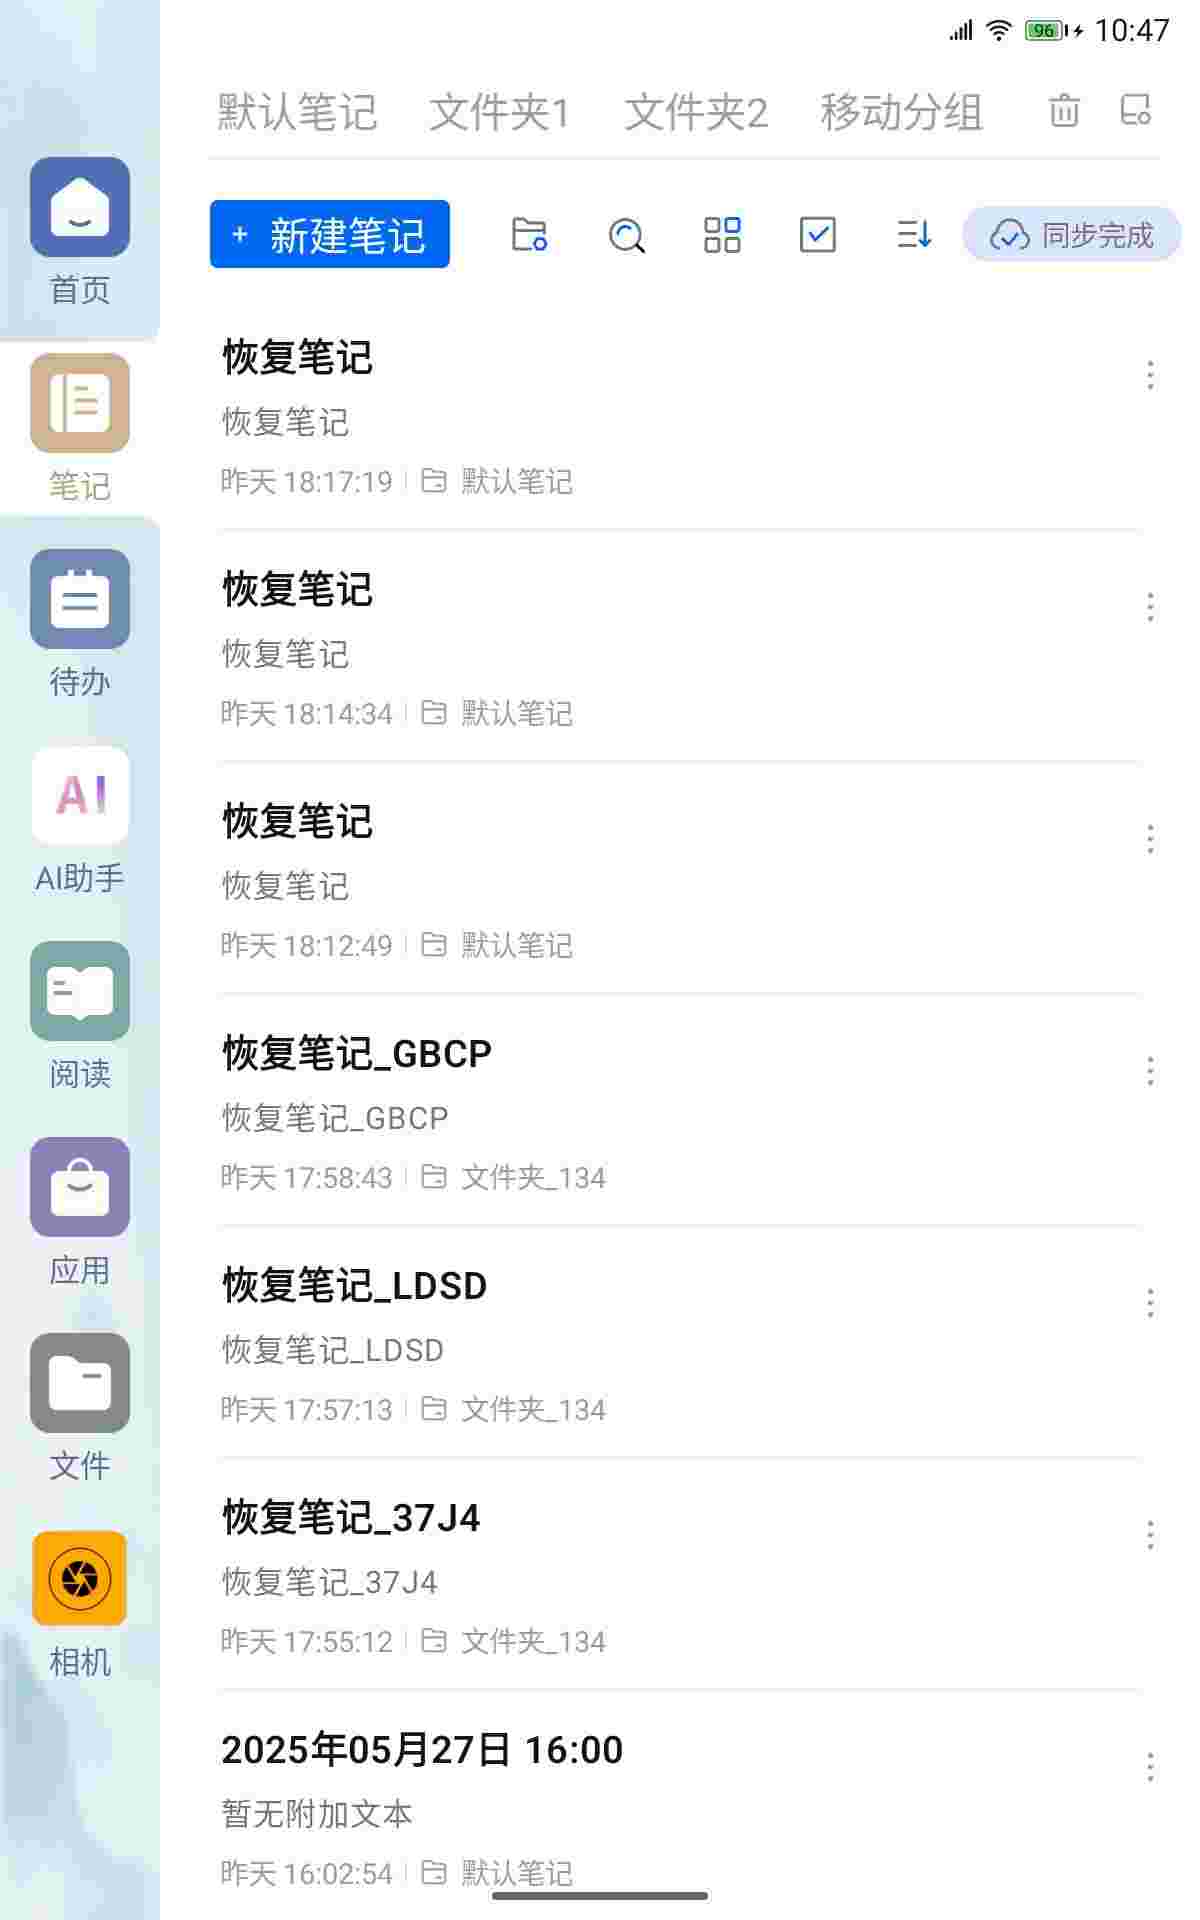 96 10:47
默认笔记 文件夹1 文件夹2 移动分组
+ 新建笔记 同步完成
首页
笔记
待办
AI
AI助手
阅读
应用
文件
相机
恢复笔记
恢复笔记
昨天 18:17:19 默认笔记
恢复笔记
恢复笔记
昨天 18:14:34 默认笔记
恢复笔记
恢复笔记
昨天 18:12:49 默认笔记
恢复笔记_GBCP
恢复笔记_GBCP
昨天 17:58:43 文件夹_134
恢复笔记_LDSD
恢复笔记_LDSD
昨天 17:57:13 文件夹_134
恢复笔记_37J4
恢复笔记_37J4
昨天 17:55:12 文件夹_134
2025年05月27日 16:00
暂无附加文本
昨天 16:02:54 默认笔记